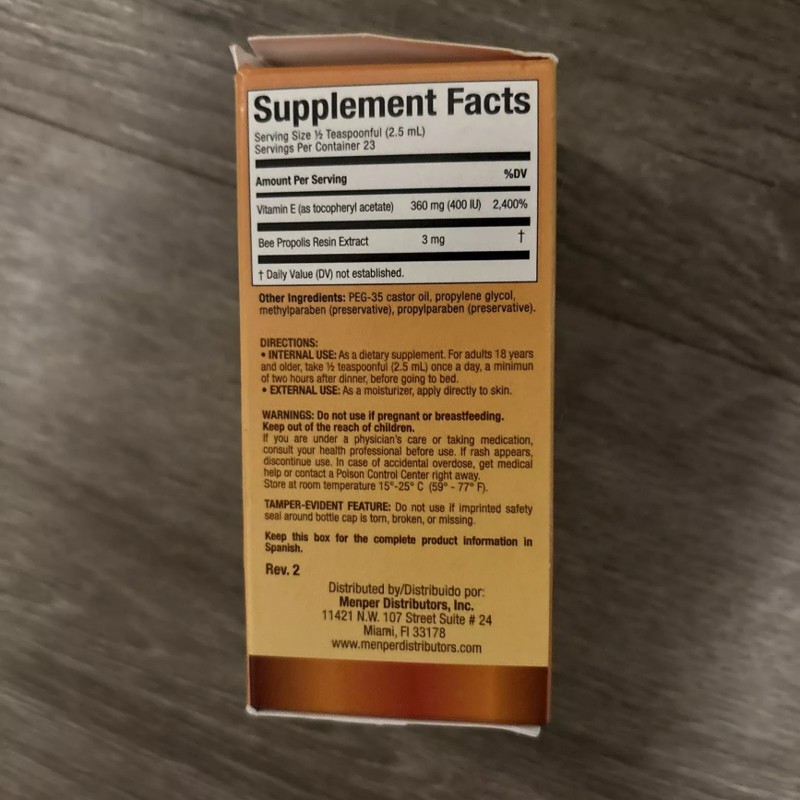 Supplement Facts
Serving Size ½ Teaspoonful (2.5 mL)
Servings Per Container 23
Amount Per Serving %DV
Vitamin E (as tocopheryl acetate) 360 mg (400 IU) 2,400%
Bee Propolis Resin Extract 3 mg †
† Daily Value (DV) not established.
Other Ingredients: PEG-35 castor oil, propylene glycol,
methylparaben (preservative), propylparaben (preservative).
DIRECTIONS:
• INTERNAL USE: As a dietary supplement. For adults 18 years
and older, take ½ teaspoonful (2.5 mL) once a day, a minimun
of two hours after dinner, before going to bed.
• EXTERNAL USE: As a moisturizer, apply directly to skin.
WARNINGS: Do not use if pregnant or breastfeeding.
Keep out of the reach of children.
If you are under a physician's care or taking medication,
consult your health professional before use. If rash appears,
discontinue use. In case of accidental overdose, get medical
help or contact a Poison Control Center right away.
Store at room temperature 15°-25° C (59° - 77° F).
TAMPER-EVIDENT FEATURE: Do not use if imprinted safety
seal around bottle cap is torn, broken, or missing.
Keep this box for the complete product information in
Spanish.
Rev. 2
Distributed by/Distribuido por:
Menper Distributors, Inc.
11421 N.W. 107 Street Suite # 24
Miami, Fl 33178
www.menperdistributors.com